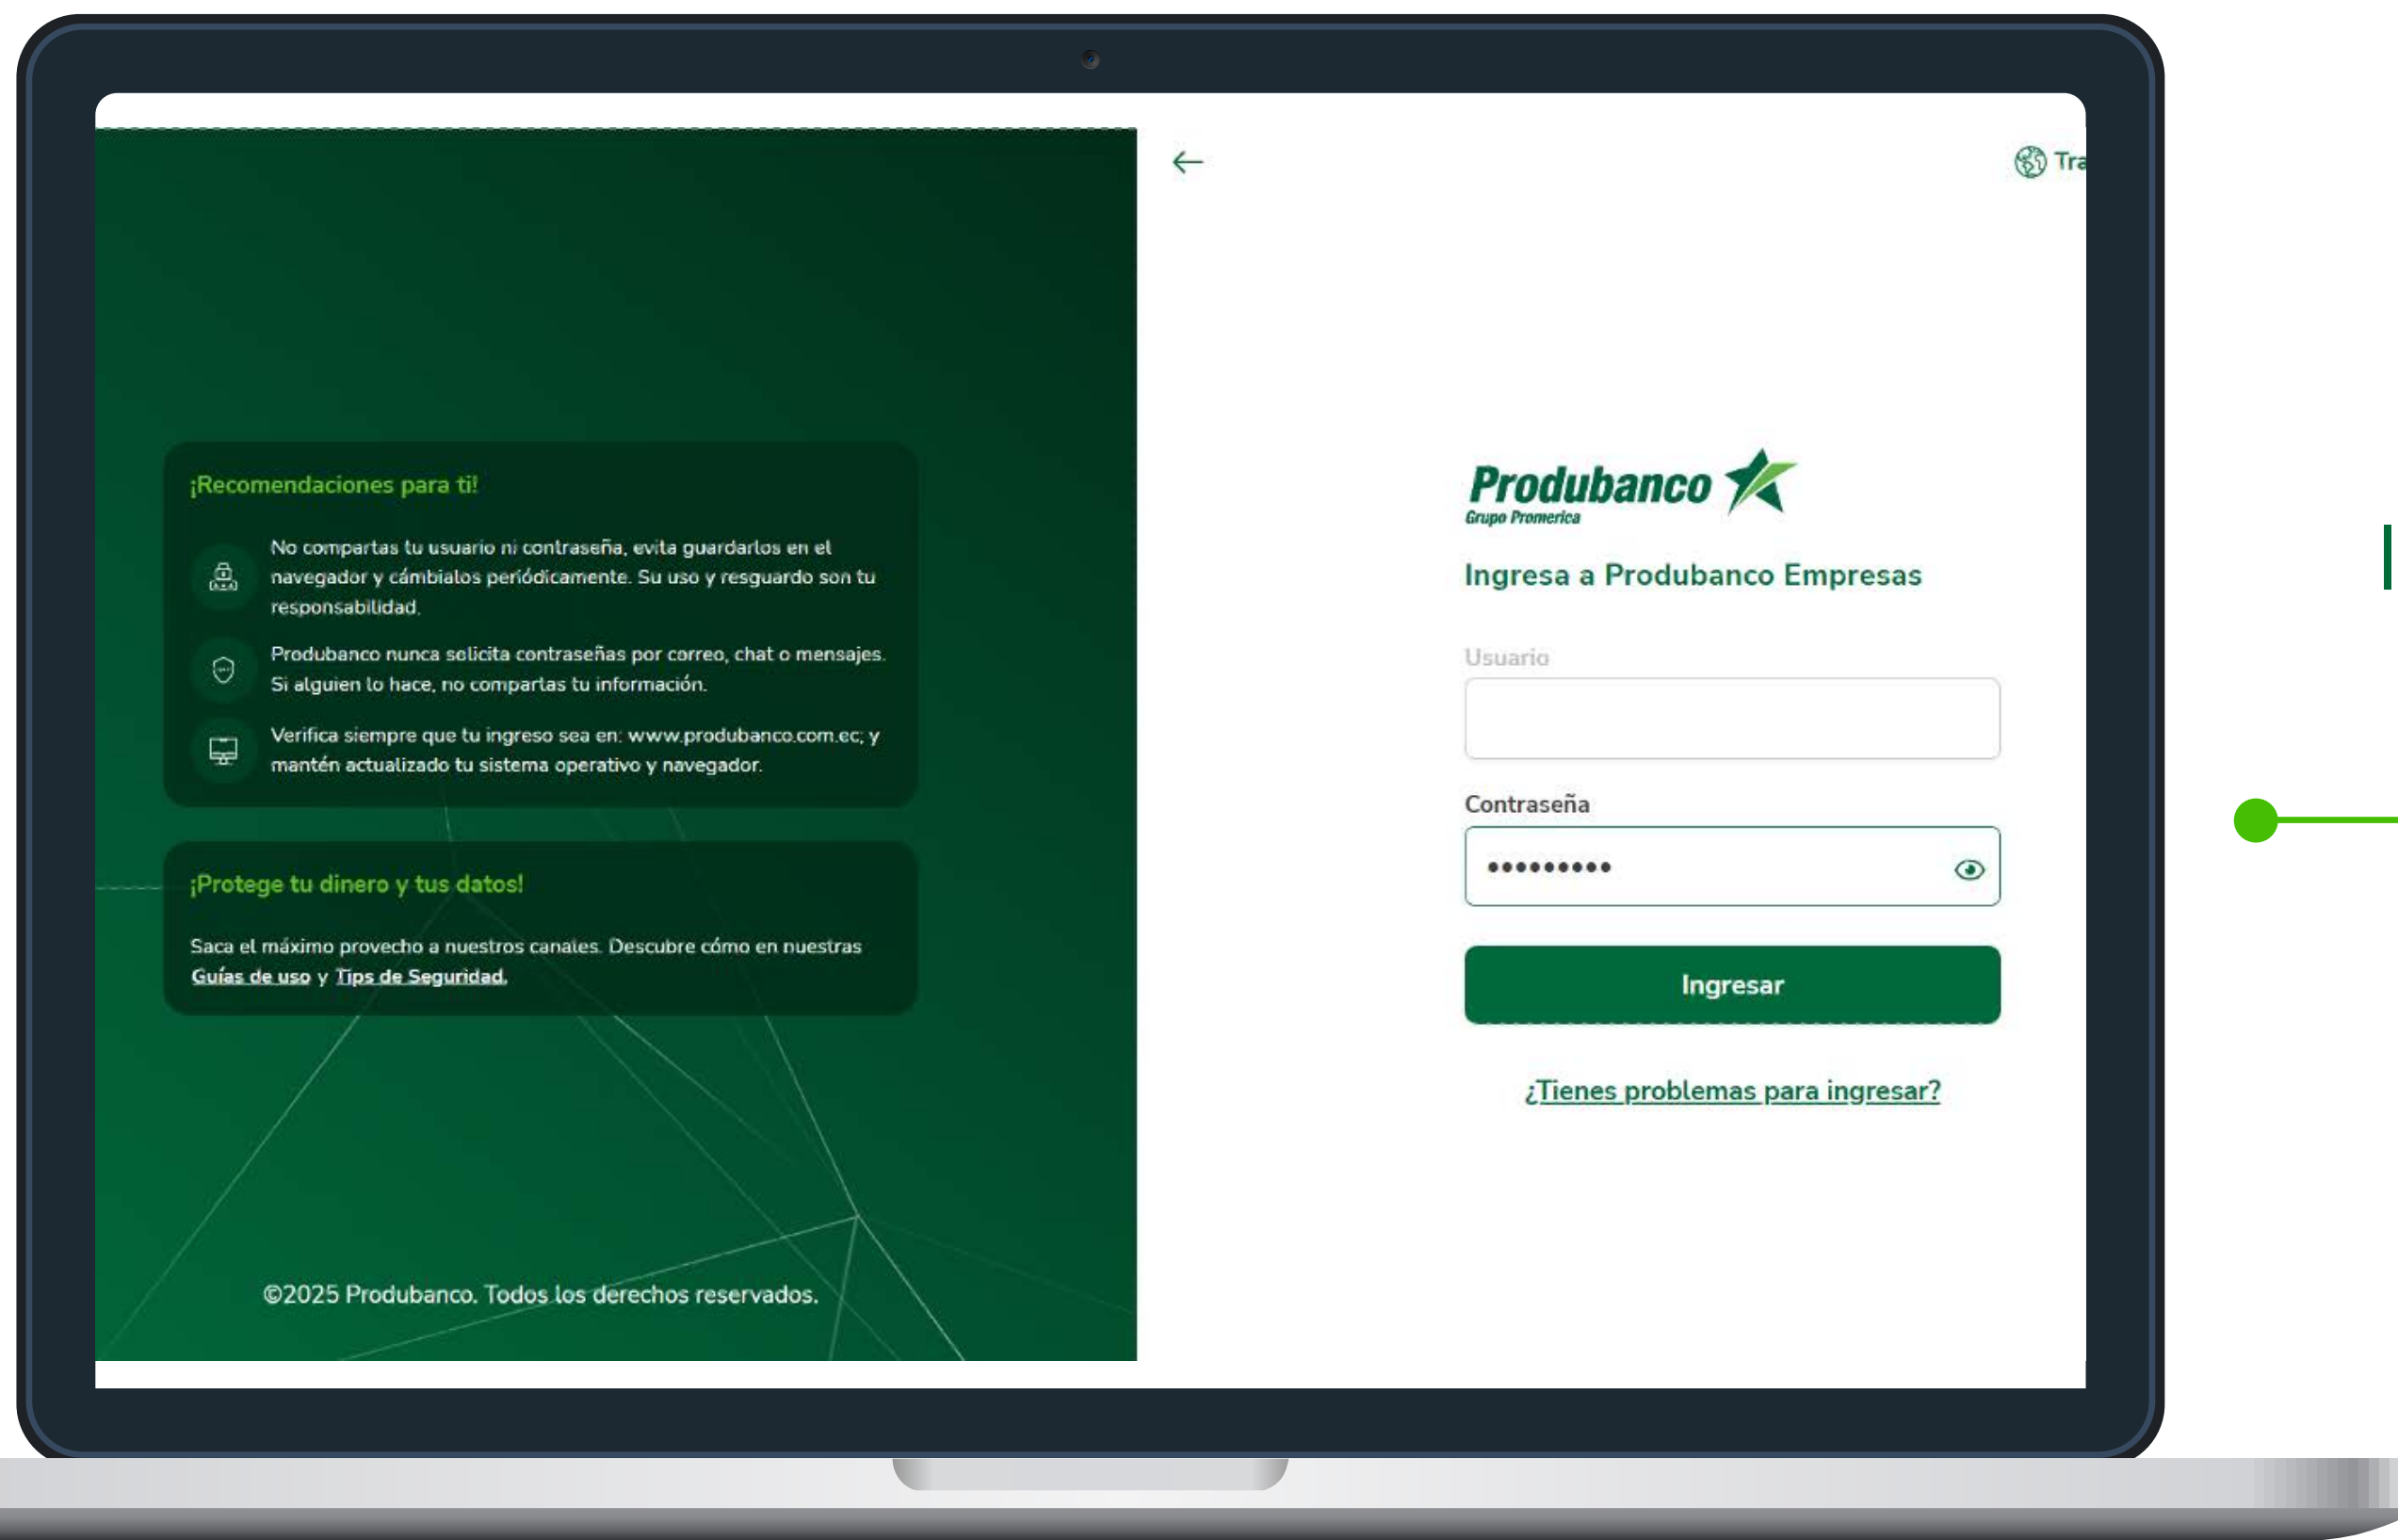 Tra
¡Recomendaciones para ti!
No compartas tu usuario ni contraseña, evita guardarlos en el
navegador y cámbialos periódicamente. Su uso y resguardo son tu
responsabilidad.
Produbanco nunca solicita contraseñas por correo, chat o mensajes.
Si alguien lo hace, no compartas tu información.
Verifica siempre que tu ingreso sea en: www.produbanco.com.ec; y
mantén actualizado tu sistema operativo y navegador.
¡Protege tu dinero y tus datos!
Saca el máximo provecho a nuestros canales. Descubre cómo en nuestras
Guías de uso y Tips de Seguridad.
©2025 Produbanco. Todos los derechos reservados.
Produbanco
Grupo Promerica
Ingresa a Produbanco Empresas
Usuario
Contraseña
•••••••••
Ingresar
¿Tienes problemas para ingresar?